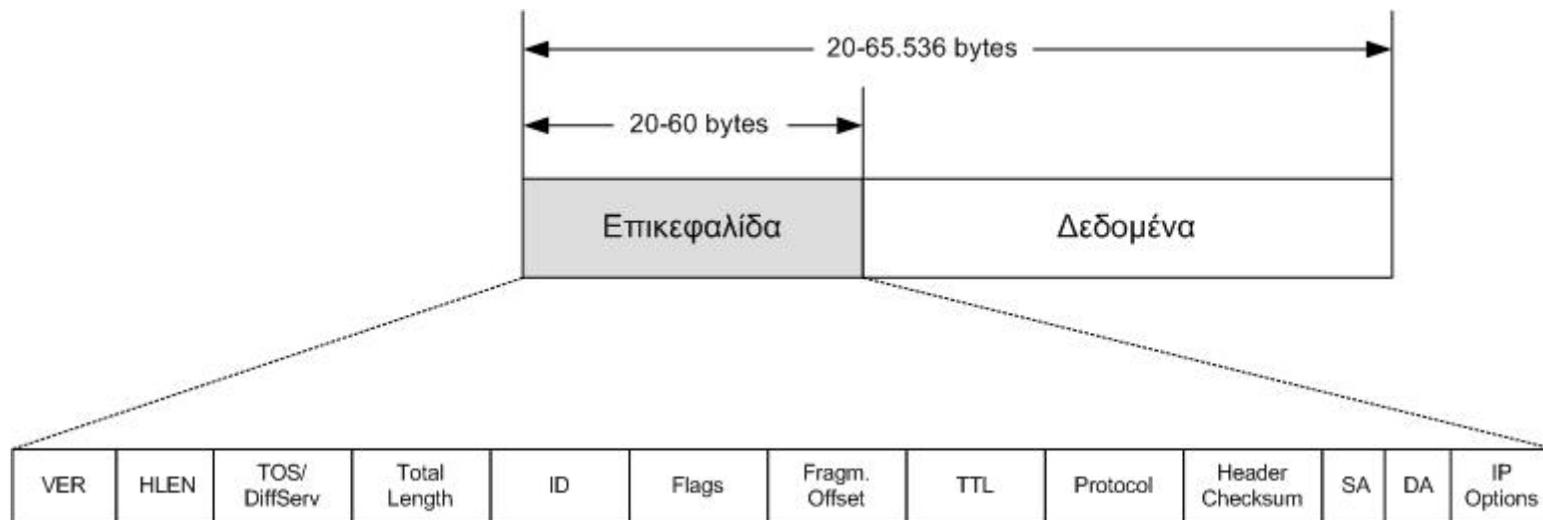 20-65.536 bytes
20-60 bytes
Επικεφαλίδα
Δεδομένα
VER
HLEN
TOS/
DiffServ
Total
Length
ID
Flags
Fragm.
Offset
TTL
Protocol
Header
Checksum
SA
DA
IP
Options